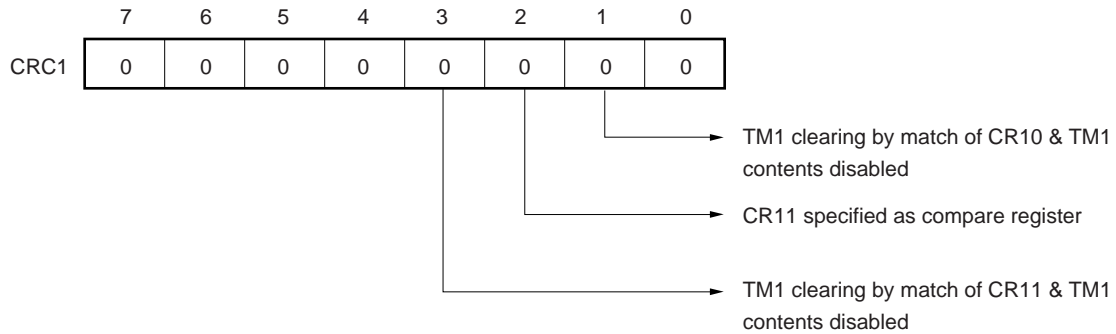 7 6 5 4 3 2 1 0
CRC1 0 0 0 0 0 0 0 0
TM1 clearing by match of CR10 & TM1
contents disabled
CR11 specified as compare register
TM1 clearing by match of CR11 & TM1
contents disabled